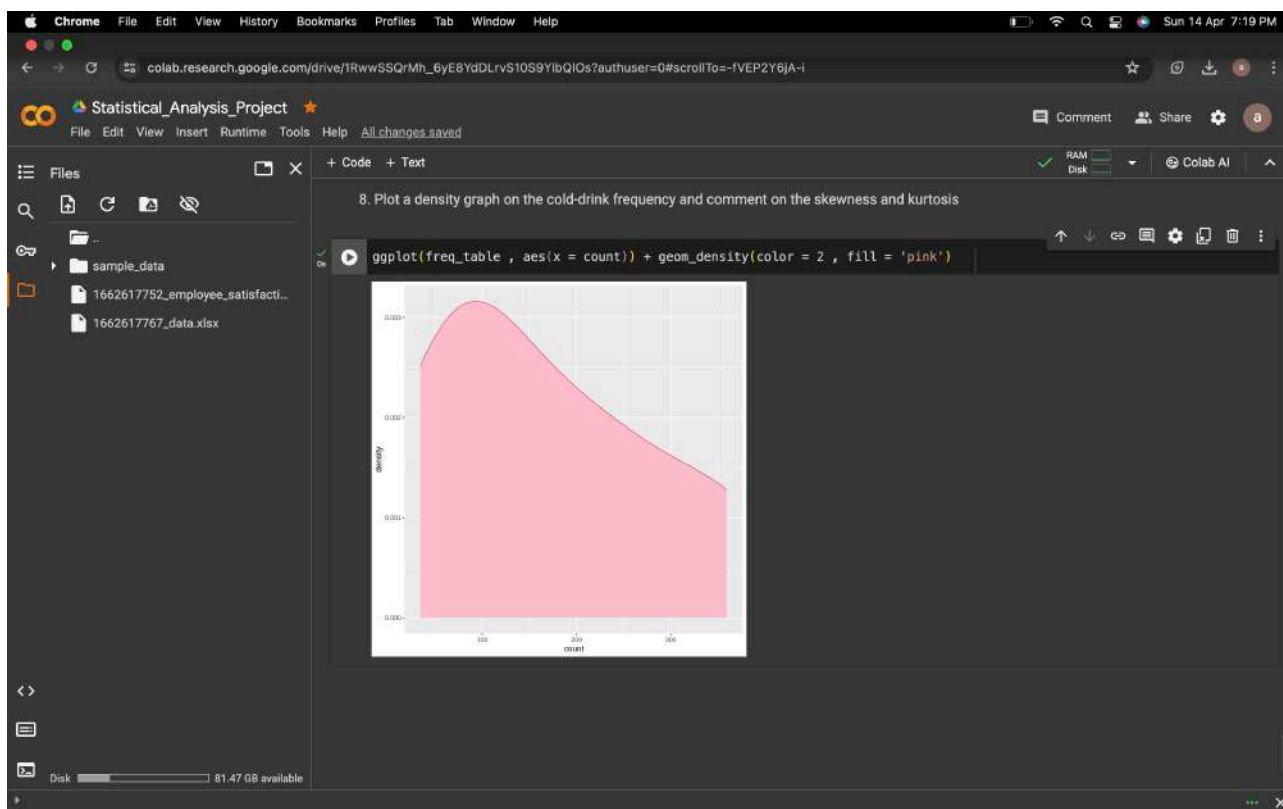 Chrome File Edit View History Bookmarks Profiles Tab Window Help Sun 14 Apr 7:19 PM
colab.research.google.com/drive/1RwwSSQrMh_6yE8YdDLrvS10S9YlbQIOs?authuser=0#scrollTo=-fVEP2Y6jA-i
CO Statistical_Analysis_Project
File Edit View Insert Runtime Tools Help All changes saved
Comment Share a
Files
+ Code + Text
RAM
Disk
Colab AI
8. Plot a density graph on the cold-drink frequency and comment on the skewness and kurtosis
..
sample_data
1662617752_employee_satisfacti...
1662617767_data.xlsx
0s
ggplot(freq_table , aes(x = count)) + geom_density(color = 2 , fill = 'pink')
0.003
0.002
density
0.001
0.000
100 200 300
count
Disk 81.47 GB available